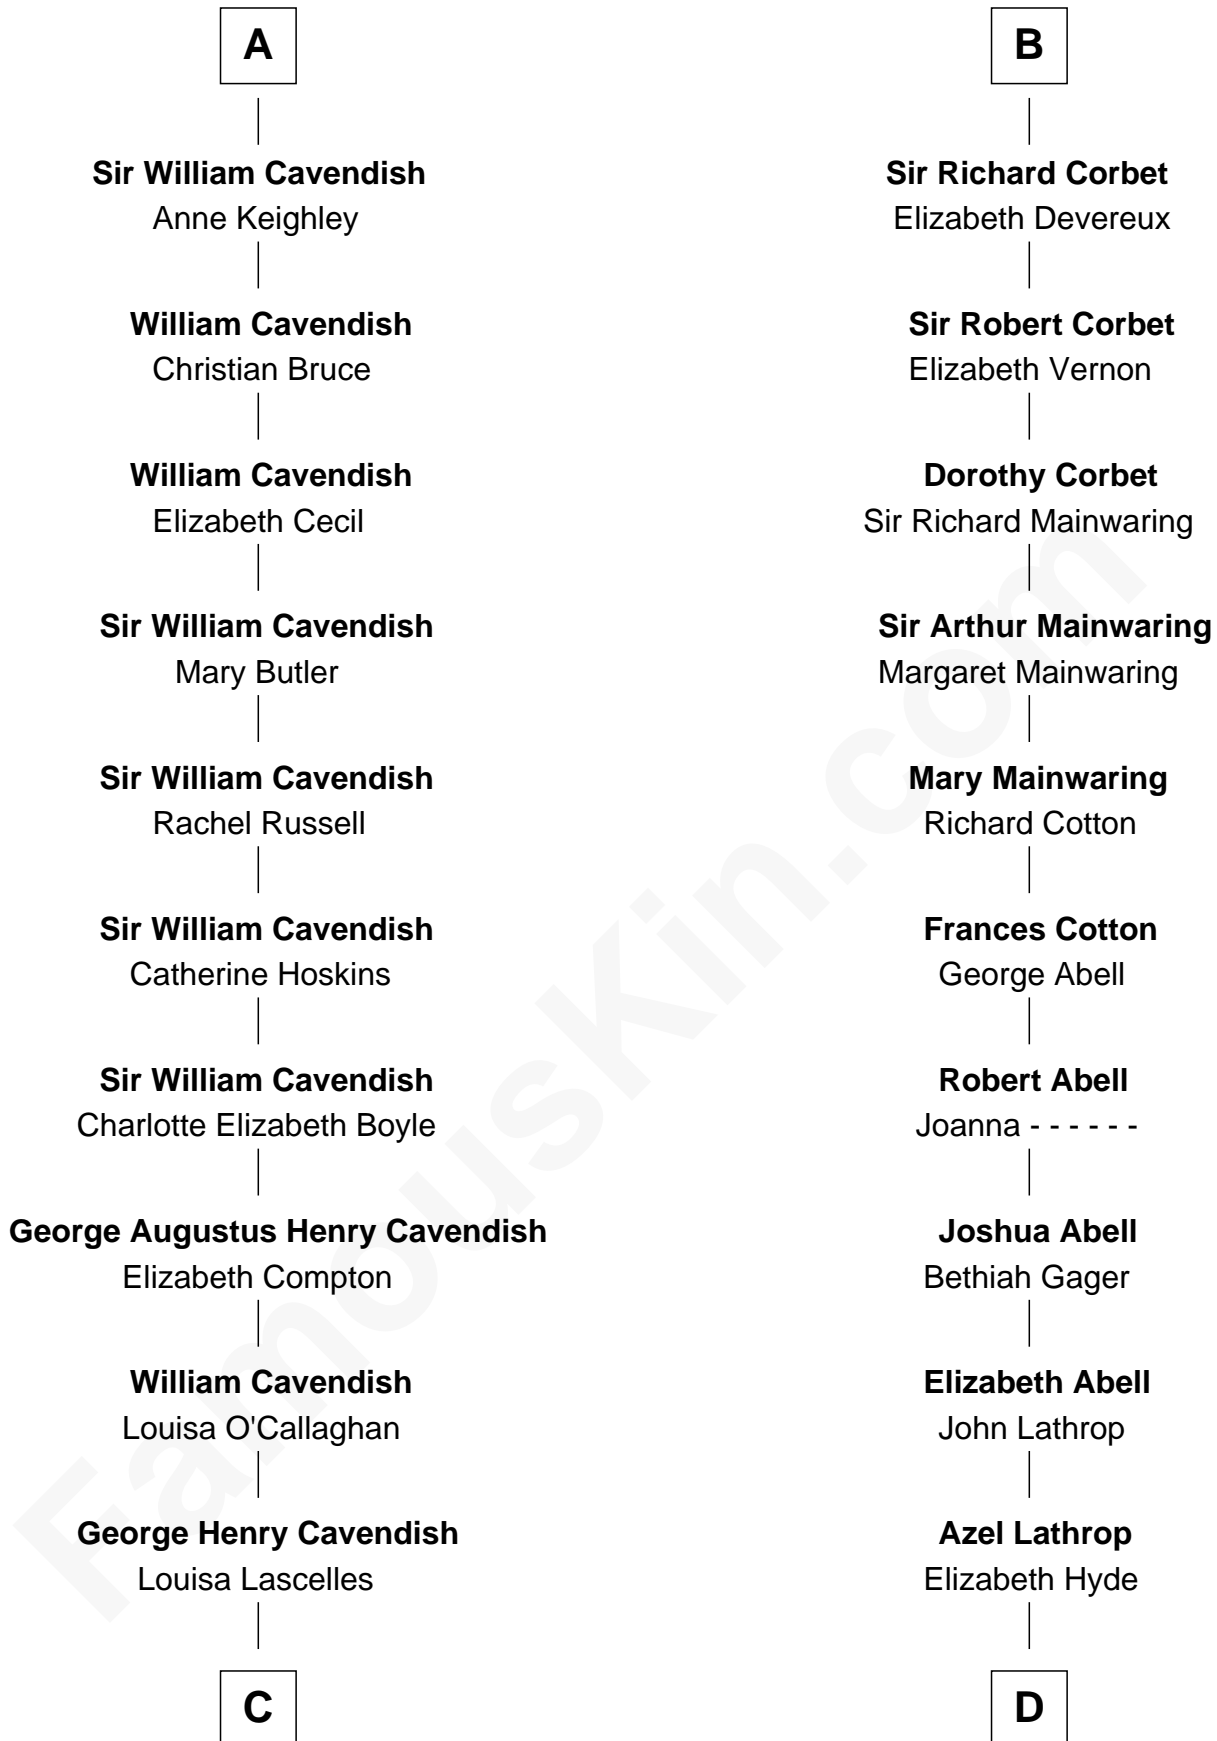 A
Sir William Cavendish
Anne Keighley
William Cavendish
Christian Bruce
William Cavendish
Elizabeth Cecil
Sir William Cavendish
Mary Butler
Sir William Cavendish
Rachel Russell
Sir William Cavendish
Catherine Hoskins
Sir William Cavendish
Charlotte Elizabeth Boyle
George Augustus Henry Cavendish
Elizabeth Compton
William Cavendish
Louisa O'Callaghan
George Henry Cavendish
Louisa Lascelles
C
B
Sir Richard Corbet
Elizabeth Devereux
Sir Robert Corbet
Elizabeth Vernon
Dorothy Corbet
Sir Richard Mainwaring
Sir Arthur Mainwaring
Margaret Mainwaring
Mary Mainwaring
Richard Cotton
Frances Cotton
George Abell
Robert Abell
Joanna - - - - - -
Joshua Abell
Bethiah Gager
Elizabeth Abell
John Lathrop
Azel Lathrop
Elizabeth Hyde
D
FamousKin.com